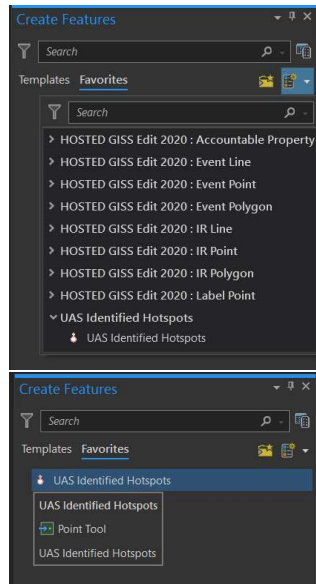 Create Features
Search
Templates Favorites
Search
HOSTED GISS Edit 2020 : Accountable Property
HOSTED GISS Edit 2020 : Event Line
HOSTED GISS Edit 2020 : Event Point
HOSTED GISS Edit 2020 : Event Polygon
HOSTED GISS Edit 2020 : IR Line
HOSTED GISS Edit 2020 : IR Point
HOSTED GISS Edit 2020 : IR Polygon
HOSTED GISS Edit 2020 : Label Point
UAS Identified Hotspots
UAS Identified Hotspots
Create Features
Search
Templates Favorites
UAS Identified Hotspots
UAS Identified Hotspots
Point Tool
UAS Identified Hotspots